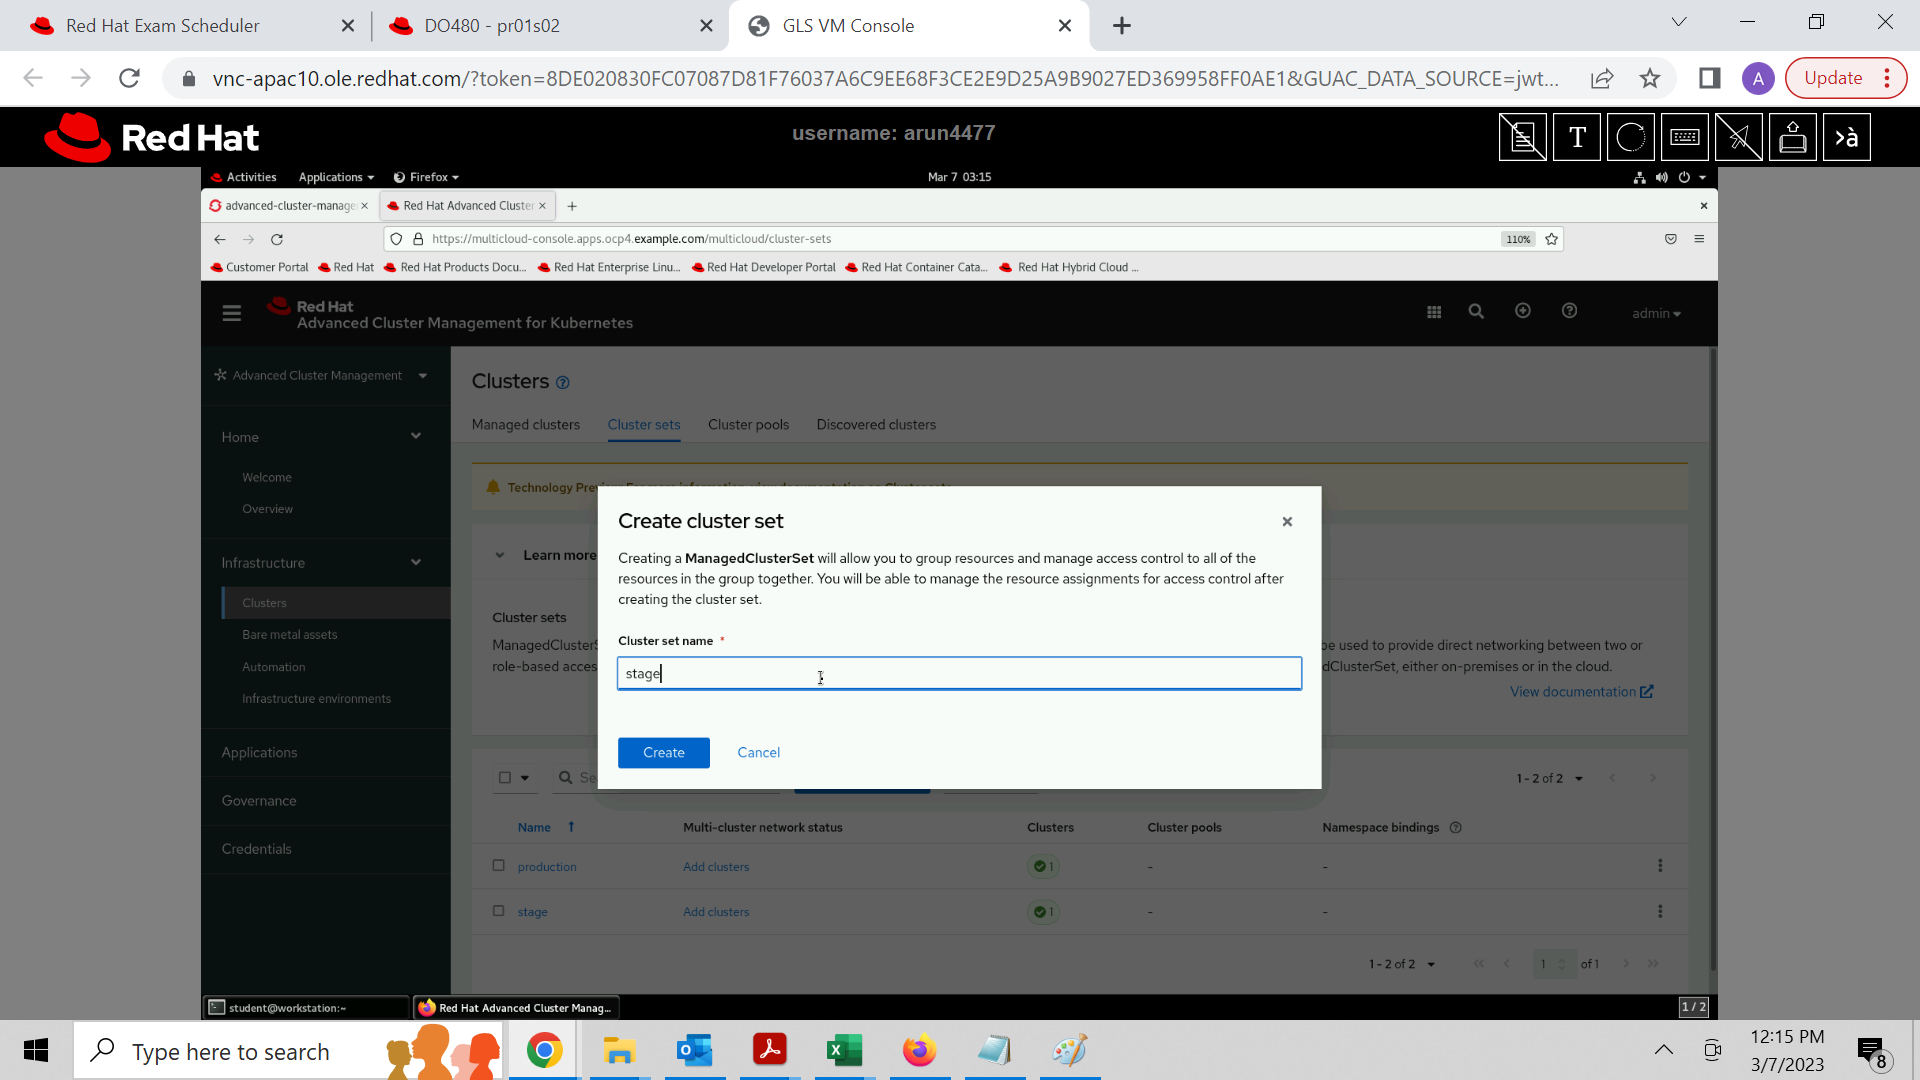 Red Hat Exam Scheduler
DO480 - pr01s02
GLS VM Console
vnc-apac10.ole.redhat.com/?token=8DE020830FC07087D81F76037A6C9EE68F3CE2E9D25A9B9027ED369958FF0AE1&GUAC_DATA_SOURCE=jwt...
A
Update
Red Hat
username: arun4477
T
>à
Activities
Applications
Firefox
Mar 7 03:15
advanced-cluster-manage
Red Hat Advanced Cluster
https://multicloud-console.apps.ocp4.example.com/multicloud/cluster-sets
110%
Customer Portal
Red Hat
Red Hat Products Docu...
Red Hat Enterprise Linu...
Red Hat Developer Portal
Red Hat Container Cata...
Red Hat Hybrid Cloud ...
Red Hat
Advanced Cluster Management for Kubernetes
admin
Advanced Cluster Management
Home
Welcome
Overview
Infrastructure
Clusters
Bare metal assets
Automation
Infrastructure environments
Applications
Governance
Credentials
Clusters
Managed clusters
Cluster sets
Cluster pools
Discovered clusters
Technology Pre
Learn more
Cluster sets
ManagedClusterS
be used to provide direct networking between two or
role-based acces
dClusterSet, either on-premises or in the cloud.
View documentation
Create cluster set
Creating a ManagedClusterSet will allow you to group resources and manage access control to all of the
resources in the group together. You will be able to manage the resource assignments for access control after
creating the cluster set.
Cluster set name *
stage
Create
Cancel
Se
1 - 2 of 2
Name
Multi-cluster network status
Clusters
Cluster pools
Namespace bindings
production
Add clusters
1
-
-
stage
Add clusters
1
-
-
1 - 2 of 2
1
of 1
student@workstation:~
Red Hat Advanced Cluster Manag...
1 / 2
Type here to search
12:15 PM
3/7/2023
8